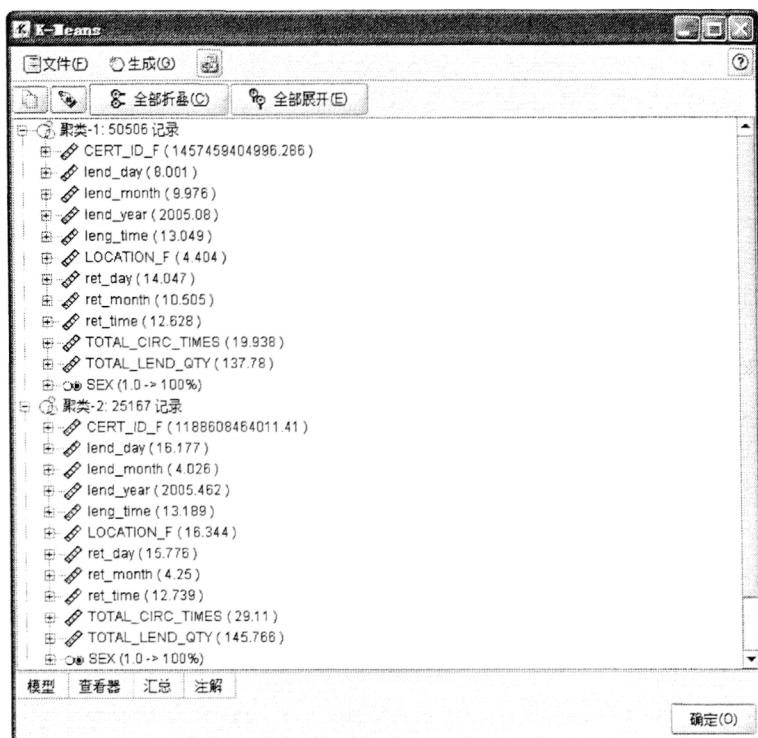 K-Means
文件(F) 生成(G)
全部折叠(C) 全部展开(E)
聚类-1: 50506 记录
CERT_ID_F (1457459404996.286)
lend_day (8.001)
lend_month (9.976)
lend_year (2005.08)
leng_time (13.049)
LOCATION_F (4.404)
ret_day (14.047)
ret_month (10.505)
ret_time (12.628)
TOTAL_CIRC_TIMES (19.938)
TOTAL_LEND_QTY (137.78)
SEX (1.0 -> 100%)
聚类-2: 25167 记录
CERT_ID_F (1188608464011.41)
lend_day (16.177)
lend_month (4.026)
lend_year (2005.462)
leng_time (13.189)
LOCATION_F (16.344)
ret_day (15.776)
ret_month (4.25)
ret_time (12.739)
TOTAL_CIRC_TIMES (29.11)
TOTAL_LEND_QTY (145.766)
SEX (1.0 -> 100%)
模型 查看器 汇总 注解
确定(O)